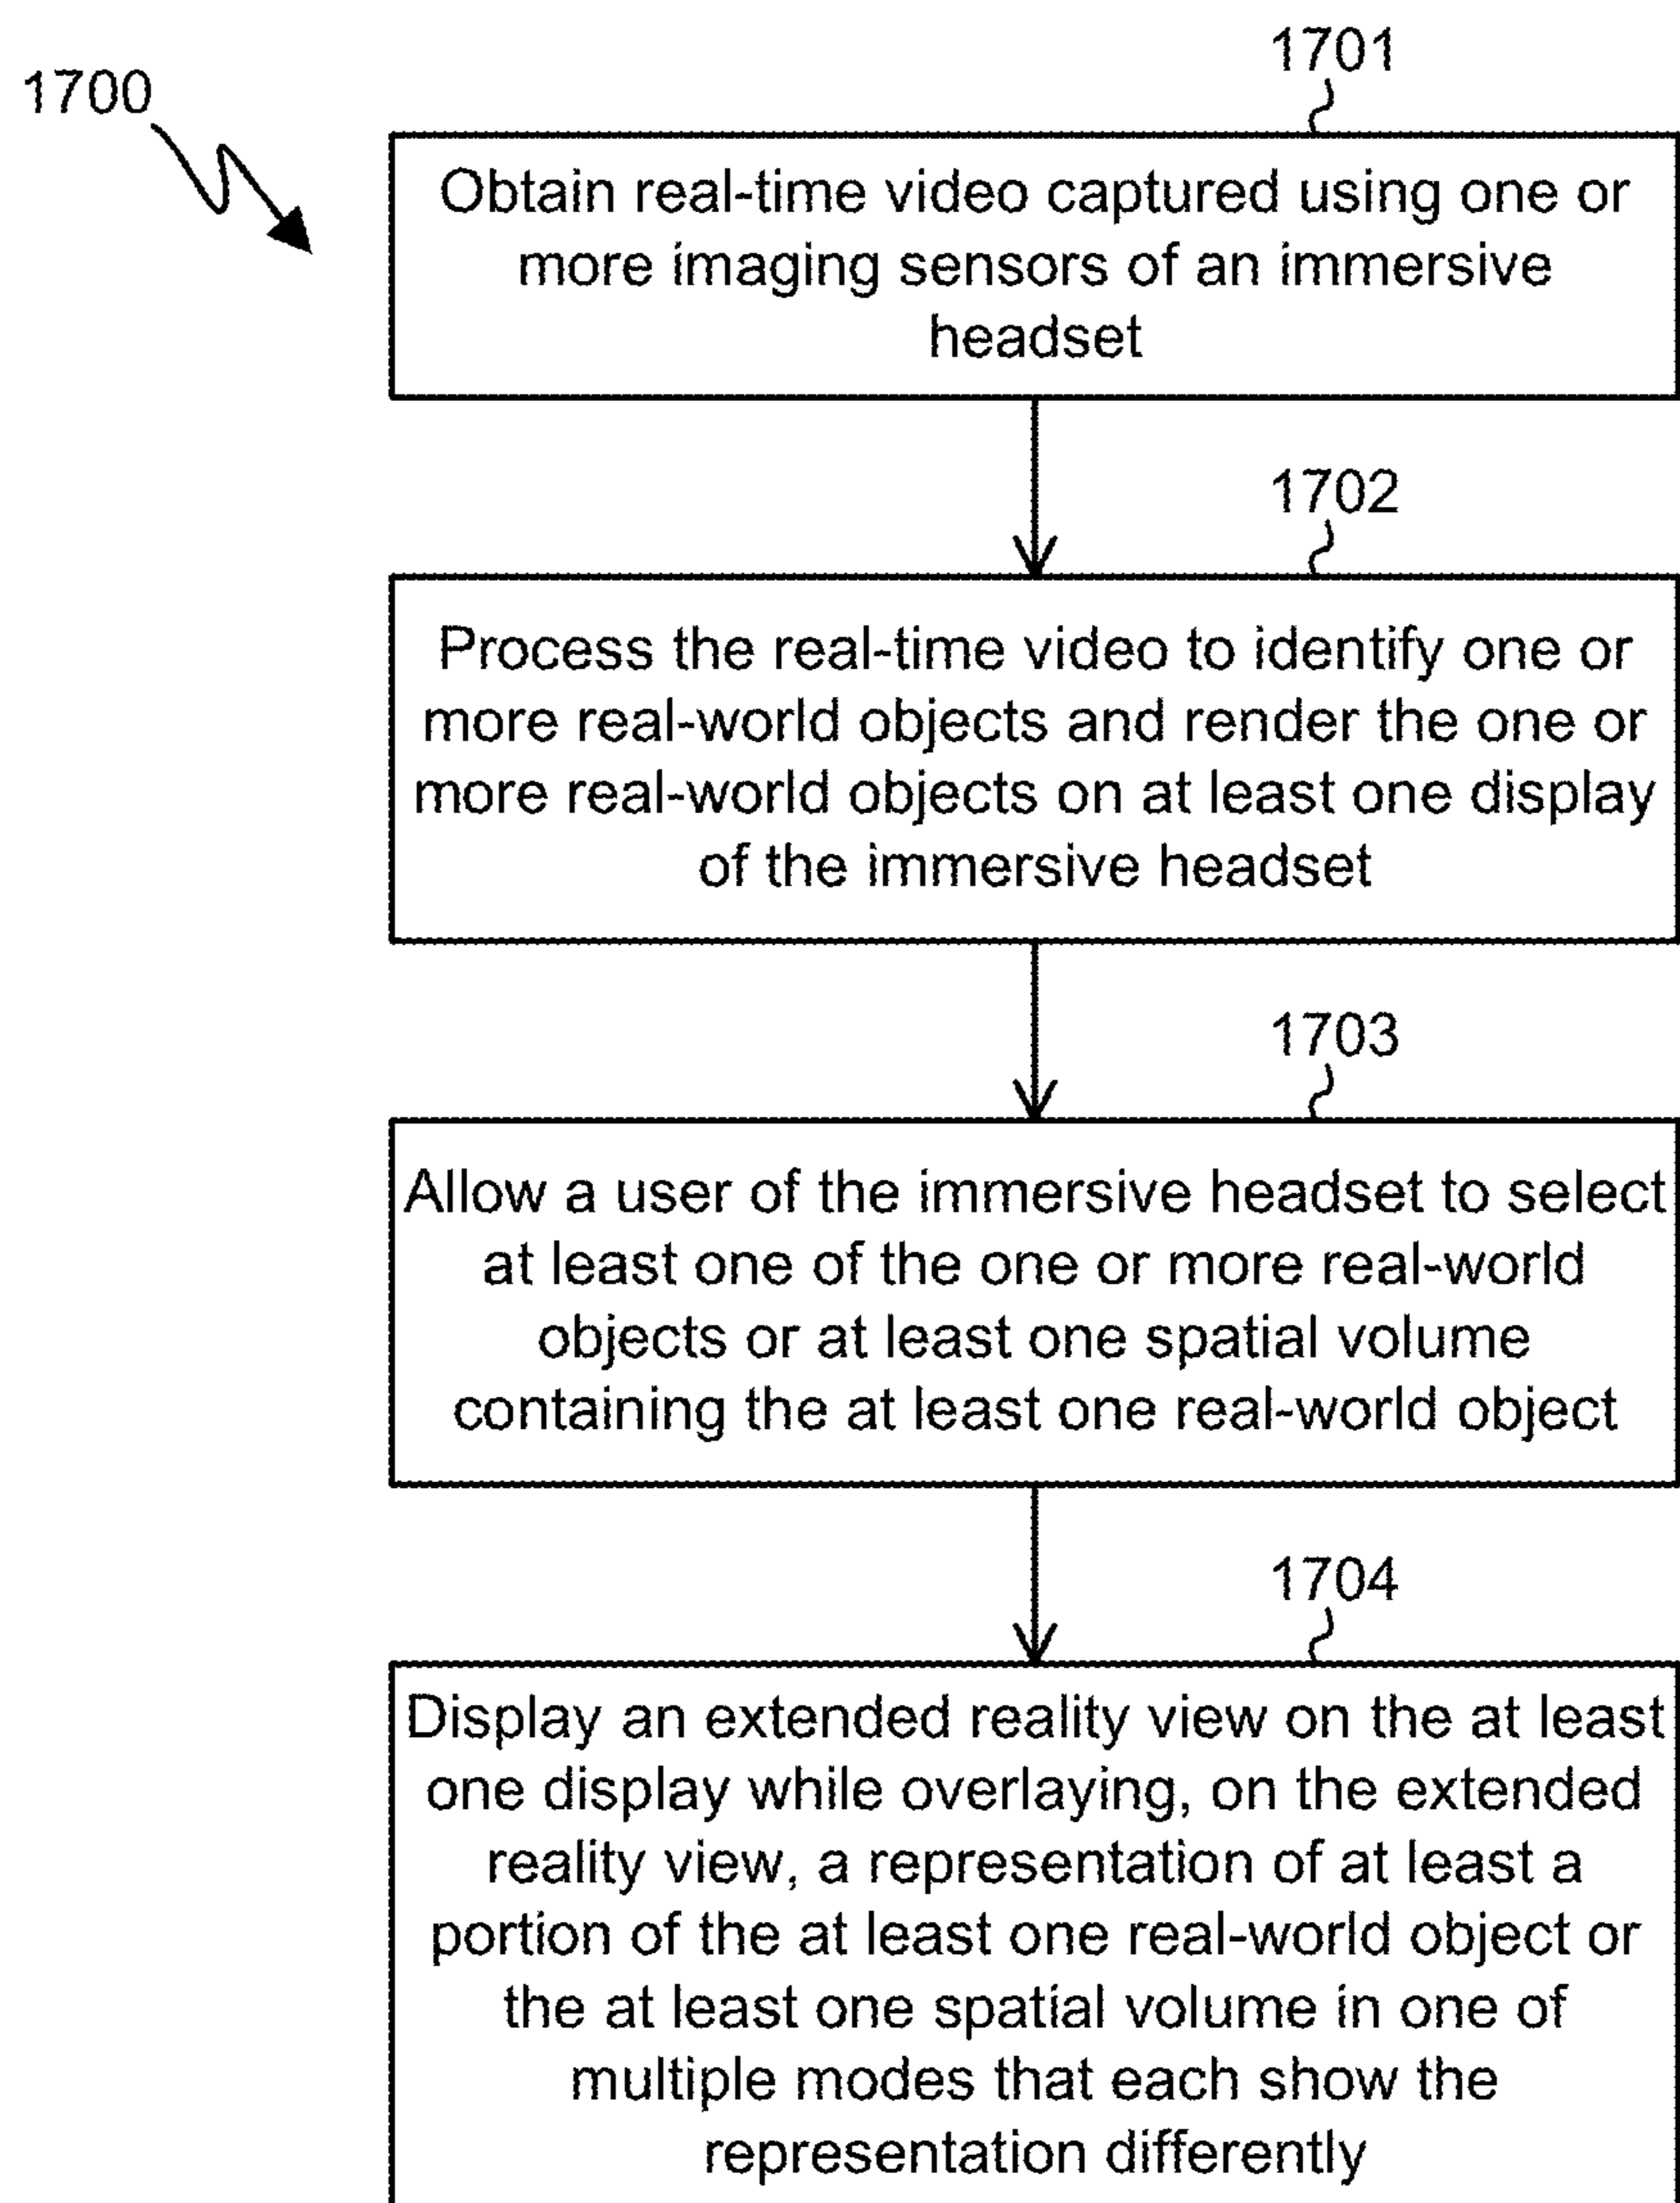 1700
1701
Obtain real-time video captured using one or
more imaging sensors of an immersive
headset
1702
Process the real-time video to identify one or
more real-world objects and render the one or
more real-world objects on at least one display
of the immersive headset
1703
Allow a user of the immersive headset to select
at least one of the one or more real-world
objects or at least one spatial volume
containing the at least one real-world object
1704
Display an extended reality view on the at least
one display while overlaying, on the extended
reality view, a representation of at least a
portion of the at least one real-world object or
the at least one spatial volume in one of
multiple modes that each show the
representation differently